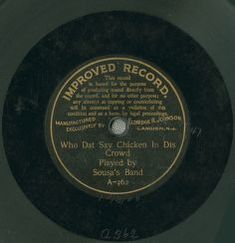 IMPROVED RECORD
This record
is leased for the purpose
of producing sound directly from
the record, and for no other purpose;
any attempt at copying or counterfeiting
will be construed as a violation of this
condition and as a basis for legal proceedings.
MANUFACTURED
EXCLUSIVELY BY
ELDRIDGE R. JOHNSON
CAMDEN, N.J.
Who Dat Say Chicken In Dis
Crowd
Played by
Sousa's Band
A-362
A362